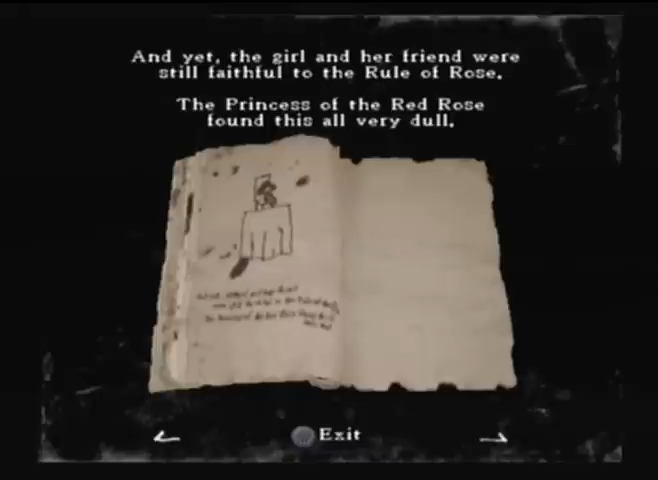 And yet, the girl and her friend were
still faithful to the Rule of Rose.
The Princess of the Red Rose
found this all very dull.
Exit